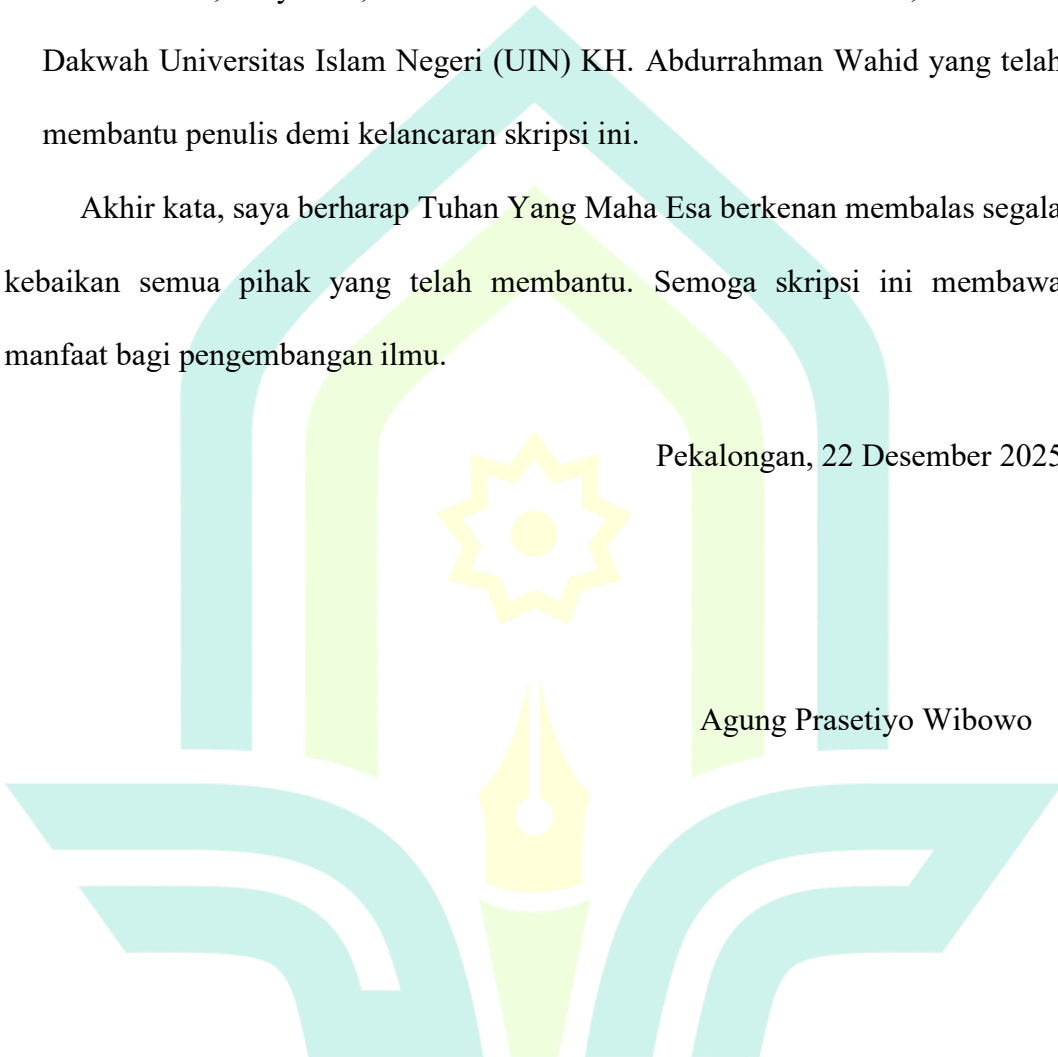 Dakwah Universitas Islam Negeri (UIN) KH. Abdurrahman Wahid yang telah
membantu penulis demi kelancaran skripsi ini.
Akhir kata, saya berharap Tuhan Yang Maha Esa berkenan membalas segala
kebaikan semua pihak yang telah membantu. Semoga skripsi ini membawa
manfaat bagi pengembangan ilmu.
Pekalongan, 22 Desember 2025
Agung Prasetiyo Wibowo